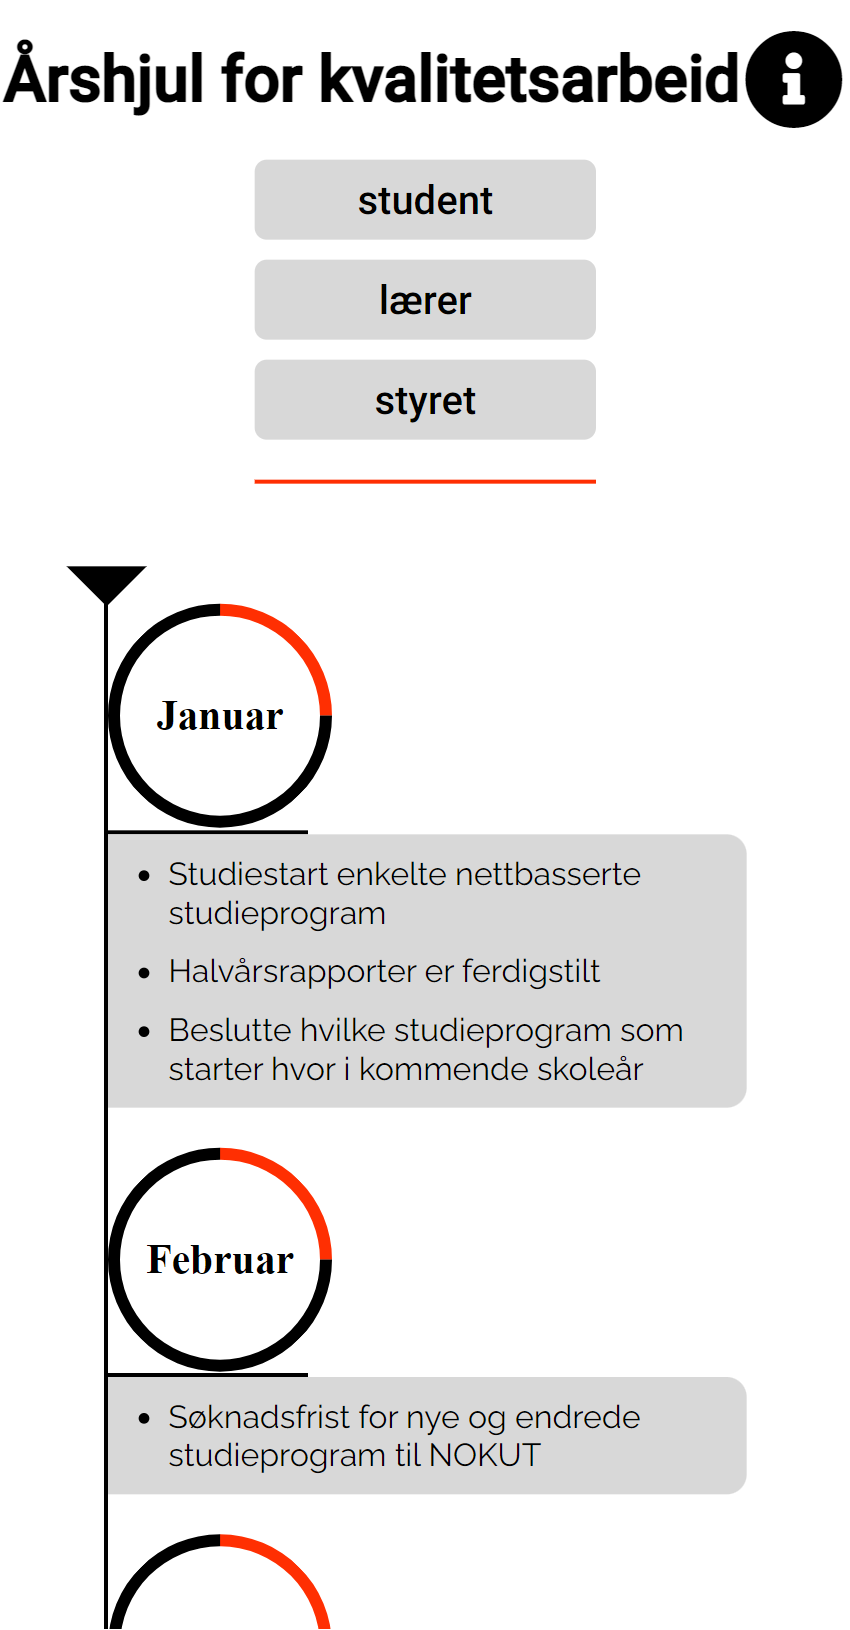 Årshjul for kvalitetsarbeid
student
lærer
styret
Januar
• Studiestart enkelte nettbasserte
studieprogram
• Halvårsrapporter er ferdigstilt
• Beslutte hvilke studieprogram som
starter hvor i kommende skoleår
Februar
• Søknadsfrist for nye og endrede
studieprogram til NOKUT